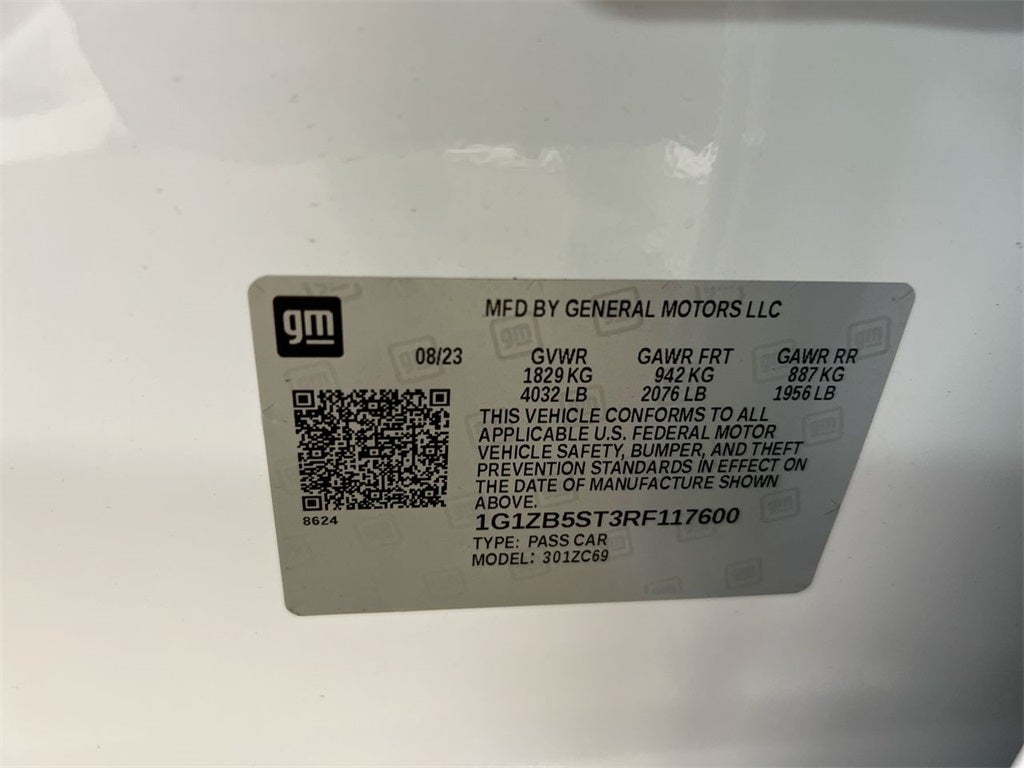 gm
MFD BY GENERAL MOTORS LLC
08/23 GVWR GAWR FRT GAWR RR
1829 KG 942 KG 887 KG
4032 LB 2076 LB 1956 LB
THIS VEHICLE CONFORMS TO ALL
APPLICABLE U.S. FEDERAL MOTOR
VEHICLE SAFETY, BUMPER, AND THEFT
PREVENTION STANDARDS IN EFFECT ON
THE DATE OF MANUFACTURE SHOWN
ABOVE.
8624
1G1ZB5ST3RF117600
TYPE: PASS CAR
MODEL: 301ZC69